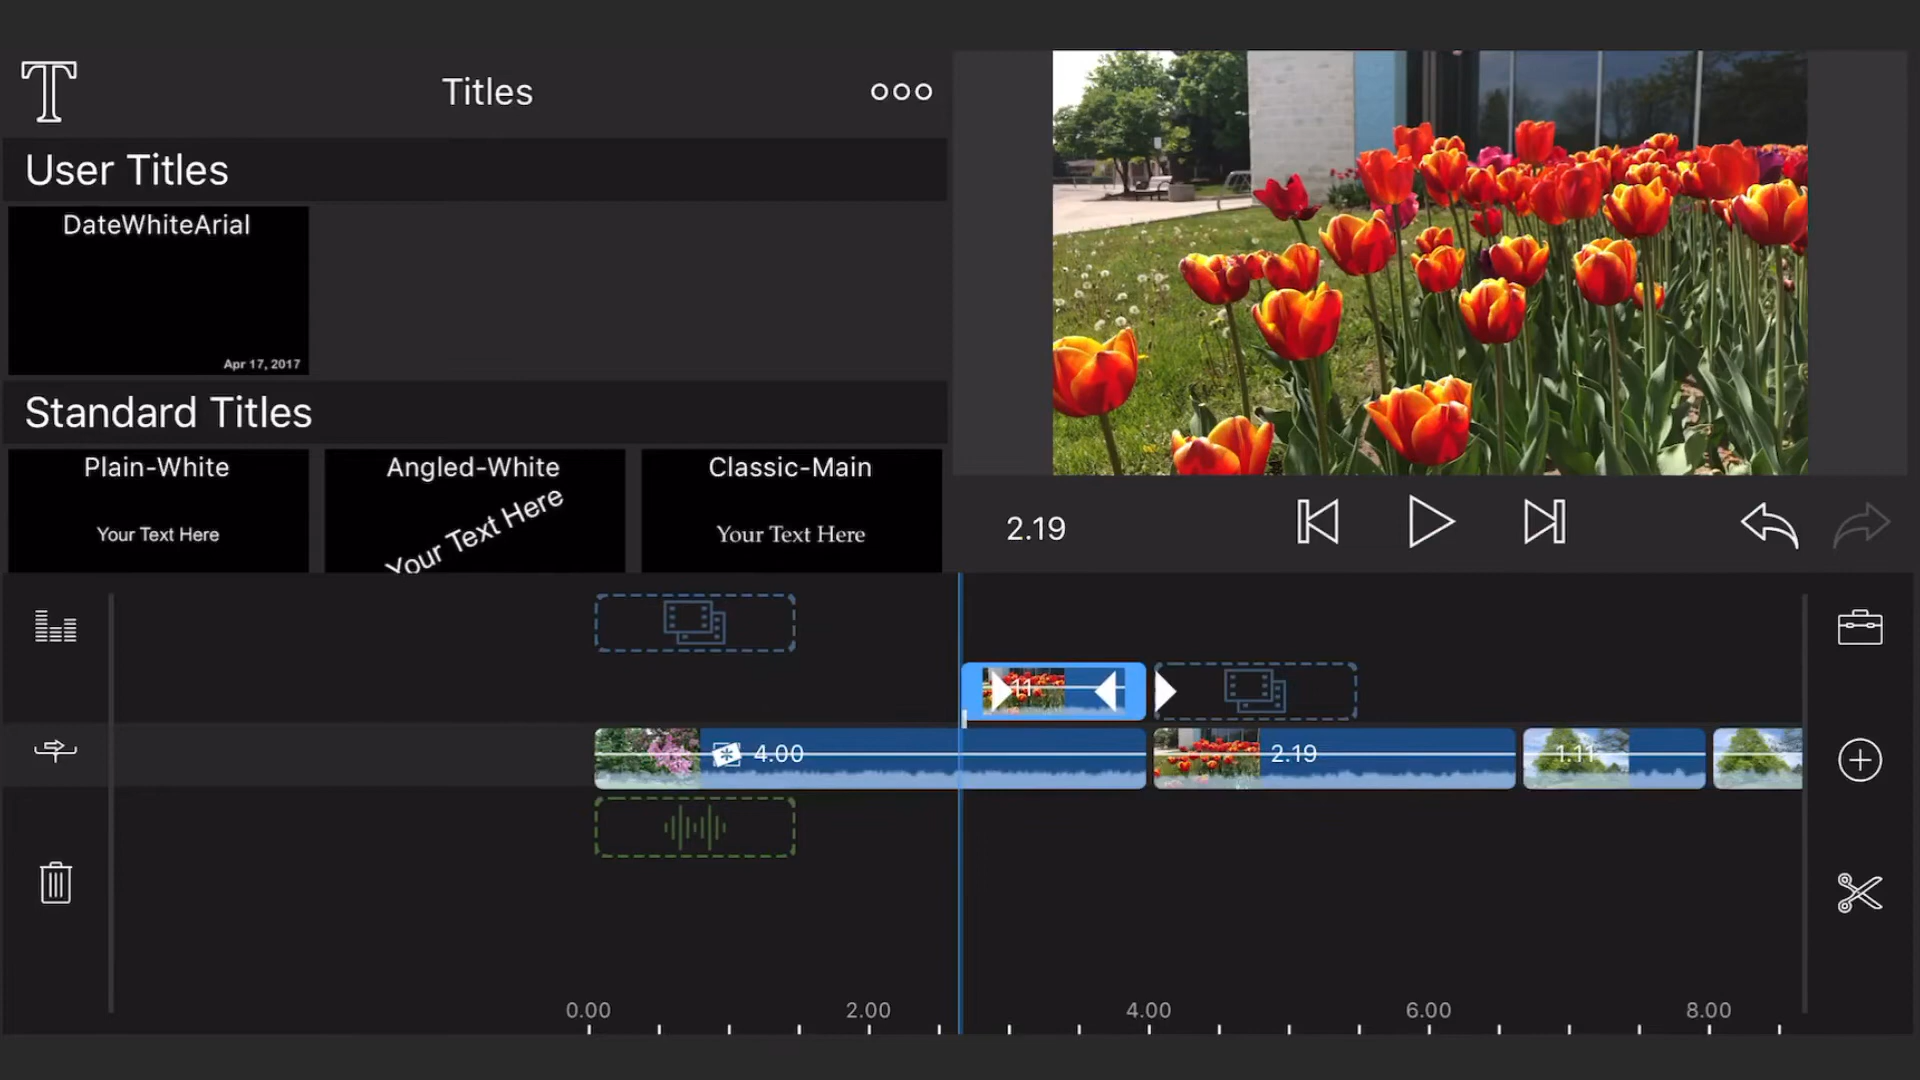 T
Titles
User Titles
DateWhiteArial
Apr 17, 2017
Standard Titles
Plain-White
Your Text Here
Angled-White
Your Text Here
Classic-Main
Your Text Here
2.19
11
4.00
2.19
1.11
0.00
2.00
4.00
6.00
8.00